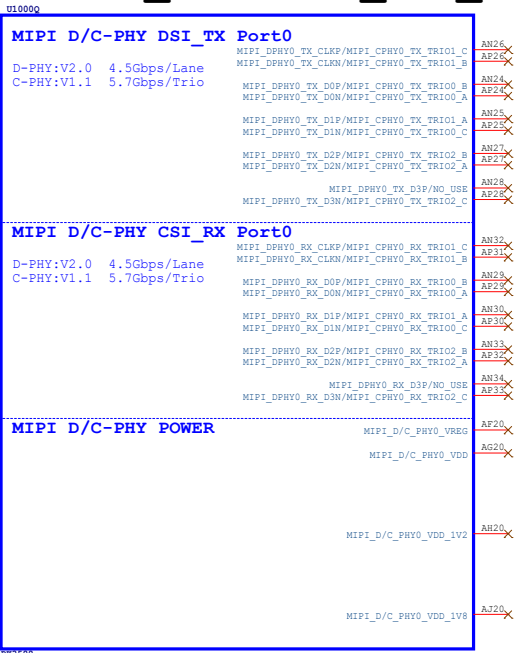 U1000Q
MIPI D/C-PHY DSI_TX Port0
MIPI_DPHY0_TX_CLKP/MIPI_CPHY0_TX_TRIO1_C AN26
MIPI_DPHY0_TX_CLKN/MIPI_CPHY0_TX_TRIO1_B AP26
D-PHY:V2.0 4.5Gbps/Lane
C-PHY:V1.1 5.7Gbps/Trio
MIPI_DPHY0_TX_D0P/MIPI_CPHY0_TX_TRIO0_B AN24
MIPI_DPHY0_TX_D0N/MIPI_CPHY0_TX_TRIO0_A AP24
MIPI_DPHY0_TX_D1P/MIPI_CPHY0_TX_TRIO1_A AN25
MIPI_DPHY0_TX_D1N/MIPI_CPHY0_TX_TRIO0_C AP25
MIPI_DPHY0_TX_D2P/MIPI_CPHY0_TX_TRIO2_B AN27
MIPI_DPHY0_TX_D2N/MIPI_CPHY0_TX_TRIO2_A AP27
MIPI_DPHY0_TX_D3P/NO_USE AN28
MIPI_DPHY0_TX_D3N/MIPI_CPHY0_TX_TRIO2_C AP28
MIPI D/C-PHY CSI_RX Port0
MIPI_DPHY0_RX_CLKP/MIPI_CPHY0_RX_TRIO1_C AN32
MIPI_DPHY0_RX_CLKN/MIPI_CPHY0_RX_TRIO1_B AP31
D-PHY:V2.0 4.5Gbps/Lane
C-PHY:V1.1 5.7Gbps/Trio
MIPI_DPHY0_RX_D0P/MIPI_CPHY0_RX_TRIO0_B AN29
MIPI_DPHY0_RX_D0N/MIPI_CPHY0_RX_TRIO0_A AP29
MIPI_DPHY0_RX_D1P/MIPI_CPHY0_RX_TRIO1_A AN30
MIPI_DPHY0_RX_D1N/MIPI_CPHY0_RX_TRIO0_C AP30
MIPI_DPHY0_RX_D2P/MIPI_CPHY0_RX_TRIO2_B AN33
MIPI_DPHY0_RX_D2N/MIPI_CPHY0_RX_TRIO2_A AP32
MIPI_DPHY0_RX_D3P/NO_USE AN34
MIPI_DPHY0_RX_D3N/MIPI_CPHY0_RX_TRIO2_C AP33
MIPI D/C-PHY POWER
MIPI_D/C_PHY0_VREG AF20
MIPI_D/C_PHY0_VDD AG20
MIPI_D/C_PHY0_VDD_1V2 AH20
MIPI_D/C_PHY0_VDD_1V8 AJ20